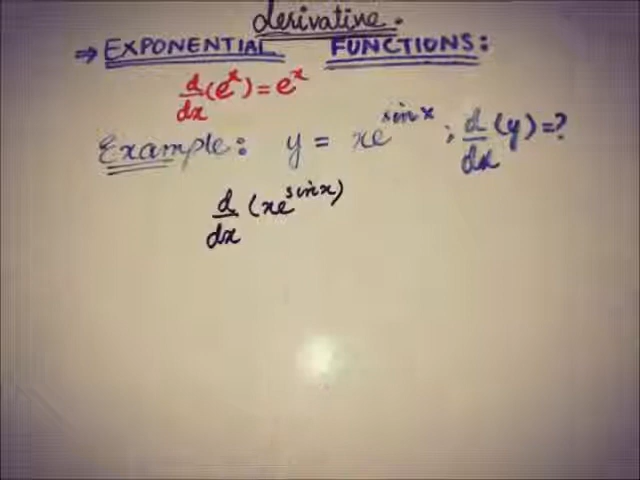 derivative.
⇒ EXPONENTIAL FUNCTIONS:
d/dx (e^x) = e^x
Example: y = xe^sinx ; d/dx (y) = ?
d/dx (xe^sinx)